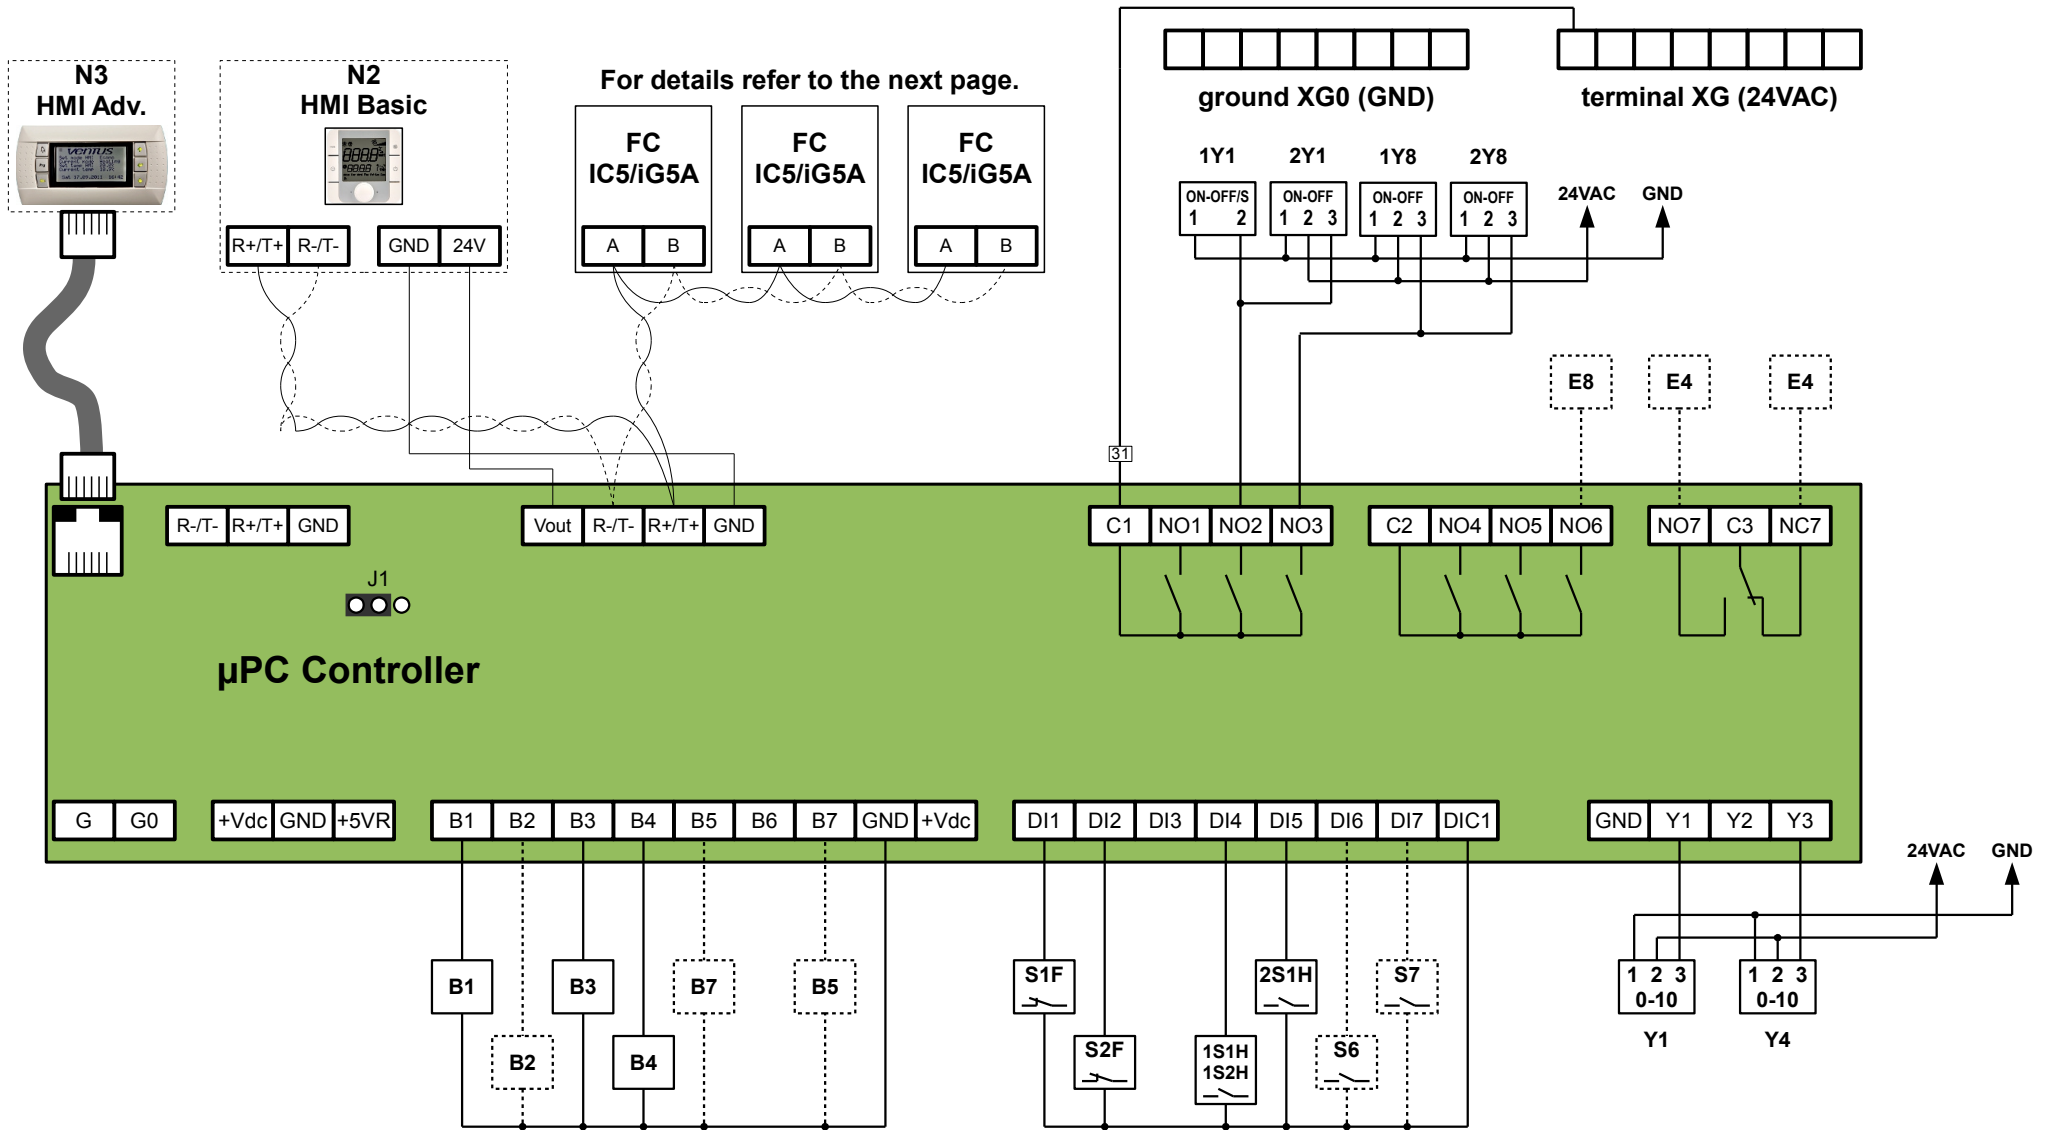 N3
HMI Adv.
N2
HMI Basic
For details refer to the next page.
FC
IC5/iG5A
FC
IC5/iG5A
FC
IC5/iG5A
ground XG0 (GND)
terminal XG (24VAC)
VENTUS
R+/T+ R-/T- GND 24V
A B A B A B
1Y1 2Y1 1Y8 2Y8
ON-OFF/S ON-OFF ON-OFF ON-OFF
1 2 1 2 3 1 2 3 1 2 3
24VAC GND
E8 E4 E4
31
R-/T- R+/T+ GND
Vout R-/T- R+/T+ GND
C1 NO1 NO2 NO3
C2 NO4 NO5 NO6
NO7 C3 NC7
J1
µPC Controller
G G0
+Vdc GND +5VR
B1 B2 B3 B4 B5 B6 B7 GND +Vdc
DI1 DI2 DI3 DI4 DI5 DI6 DI7 DIC1
GND Y1 Y2 Y3
24VAC GND
B1 B3 B7 B5
B2 B4
S1F 2S1H S7
S2F
1S1H
1S2H
S6
1 2 3
0-10
Y1
1 2 3
0-10
Y4